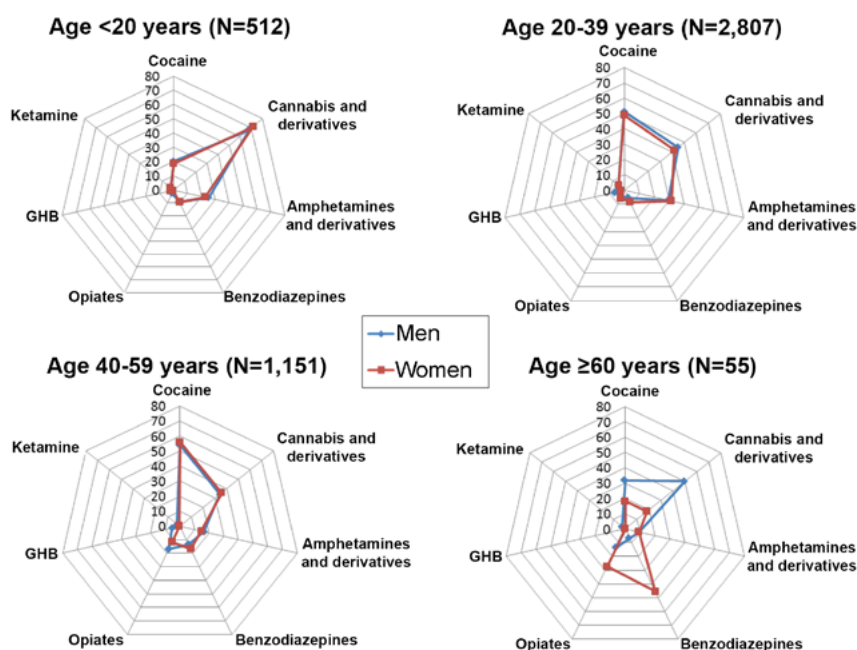 Age <20 years (N=512)
Cocaine
80
70
60
50
40
30
20
10
0
Cannabis and
derivatives
Amphetamines
and derivatives
Benzodiazepines
Opiates
GHB
Ketamine
Age 20-39 years (N=2,807)
Cocaine
80
70
60
50
40
30
20
10
0
Cannabis and
derivatives
Amphetamines
and derivatives
Benzodiazepines
Opiates
GHB
Ketamine
Men
Women
Age 40-59 years (N=1,151)
Cocaine
80
70
60
50
40
30
20
10
0
Cannabis and
derivatives
Amphetamines
and derivatives
Benzodiazepines
Opiates
GHB
Ketamine
Age ≥60 years (N=55)
Cocaine
80
70
60
50
40
30
20
10
0
Cannabis and
derivatives
Amphetamines
and derivatives
Benzodiazepines
Opiates
GHB
Ketamine